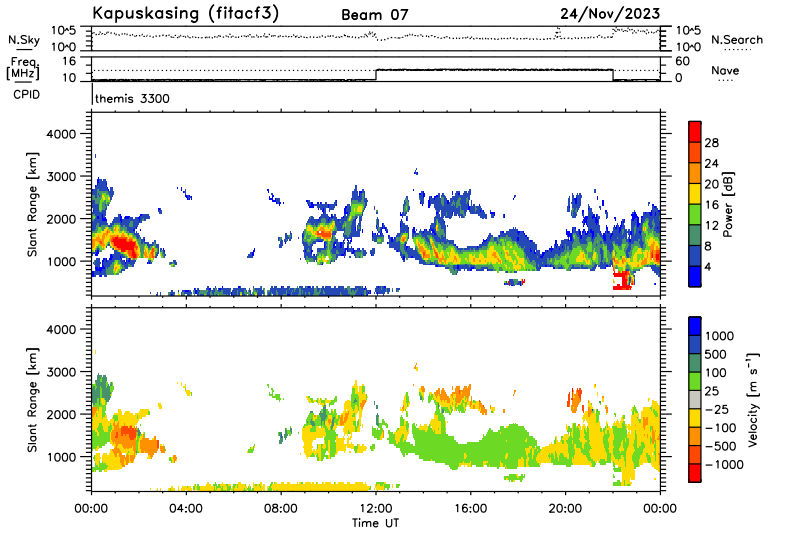 Kapuskasing (fitacf3) Beam 07 24/Nov/2023
N.Sky 10^5 10^0 10^5 10^0 N.Search
Freq. [MHz] 16 10 60 0 Nave
CPID themis 3300
Slant Range [km] 4000 3000 2000 1000
Power [dB] 28 24 20 16 12 8 4
Slant Range [km] 4000 3000 2000 1000
Velocity [m s⁻¹] 1000 500 100 25 −25 −100 −500 −1000
00:00 04:00 08:00 12:00 16:00 20:00 00:00
Time UT